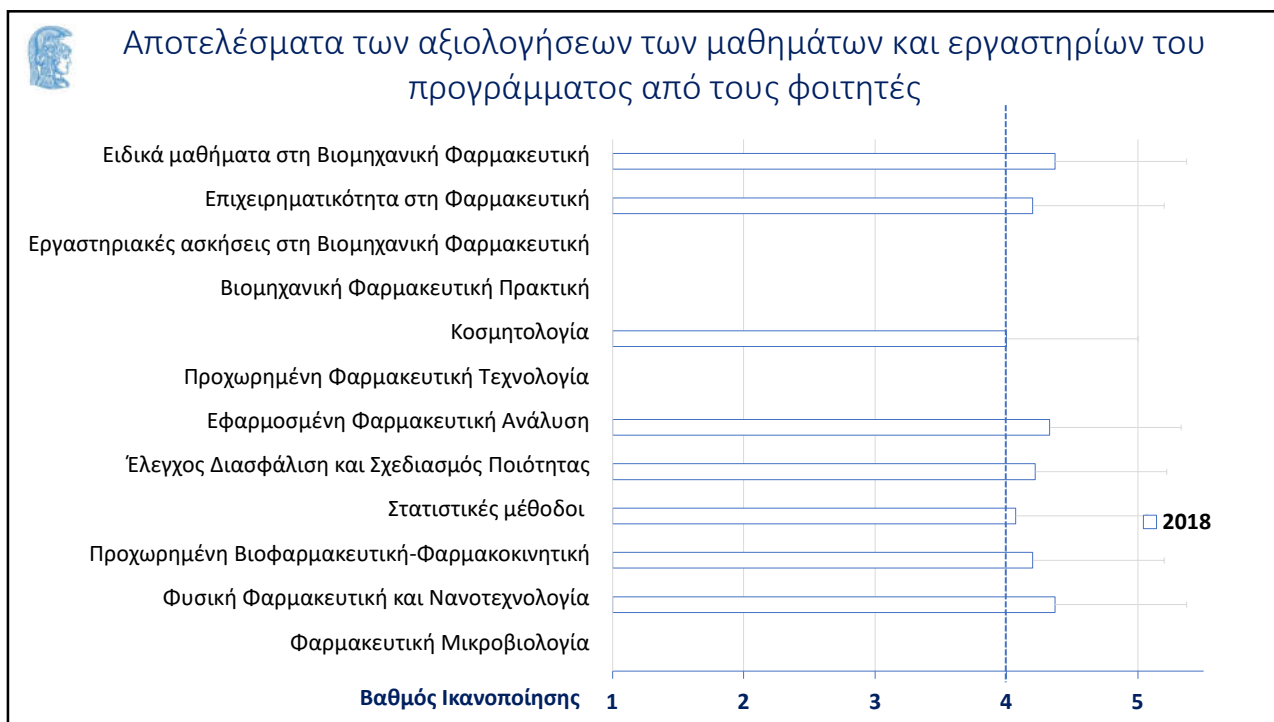 Αποτελέσματα των αξιολογήσεων των μαθημάτων και εργαστηρίων του
προγράμματος από τους φοιτητές
Ειδικά μαθήματα στη Βιομηχανική Φαρμακευτική
Επιχειρηματικότητα στη Φαρμακευτική
Εργαστηριακές ασκήσεις στη Βιομηχανική Φαρμακευτική
Βιομηχανική Φαρμακευτική Πρακτική
Κοσμητολογία
Προχωρημένη Φαρμακευτική Τεχνολογία
Εφαρμοσμένη Φαρμακευτική Ανάλυση
Έλεγχος Διασφάλιση και Σχεδιασμός Ποιότητας
Στατιστικές μέθοδοι
2018
Προχωρημένη Βιοφαρμακευτική-Φαρμακοκινητική
Φυσική Φαρμακευτική και Νανοτεχνολογία
Φαρμακευτική Μικροβιολογία
Βαθμός Ικανοποίησης 1 2 3 4 5